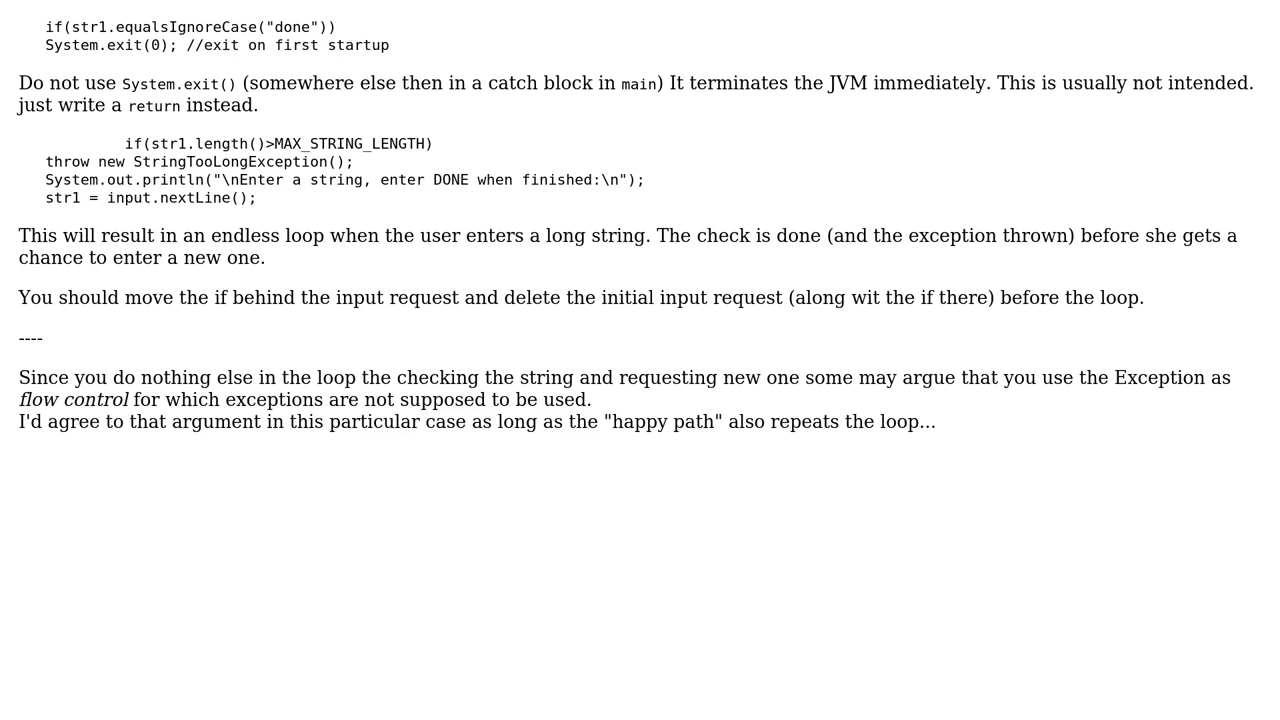 if(str1.equalsIgnoreCase("done"))
System.exit(0); //exit on first startup
Do not use System.exit() (somewhere else then in a catch block in main) It terminates the JVM immediately. This is usually not intended.
just write a return instead.
if(str1.length()>MAX_STRING_LENGTH)
throw new StringTooLongException();
System.out.println("\nEnter a string, enter DONE when finished:\n");
str1 = input.nextLine();
This will result in an endless loop when the user enters a long string. The check is done (and the exception thrown) before she gets a
chance to enter a new one.
You should move the if behind the input request and delete the initial input request (along wit the if there) before the loop.
----
Since you do nothing else in the loop the checking the string and requesting new one some may argue that you use the Exception as
flow control for which exceptions are not supposed to be used.
I'd agree to that argument in this particular case as long as the "happy path" also repeats the loop...